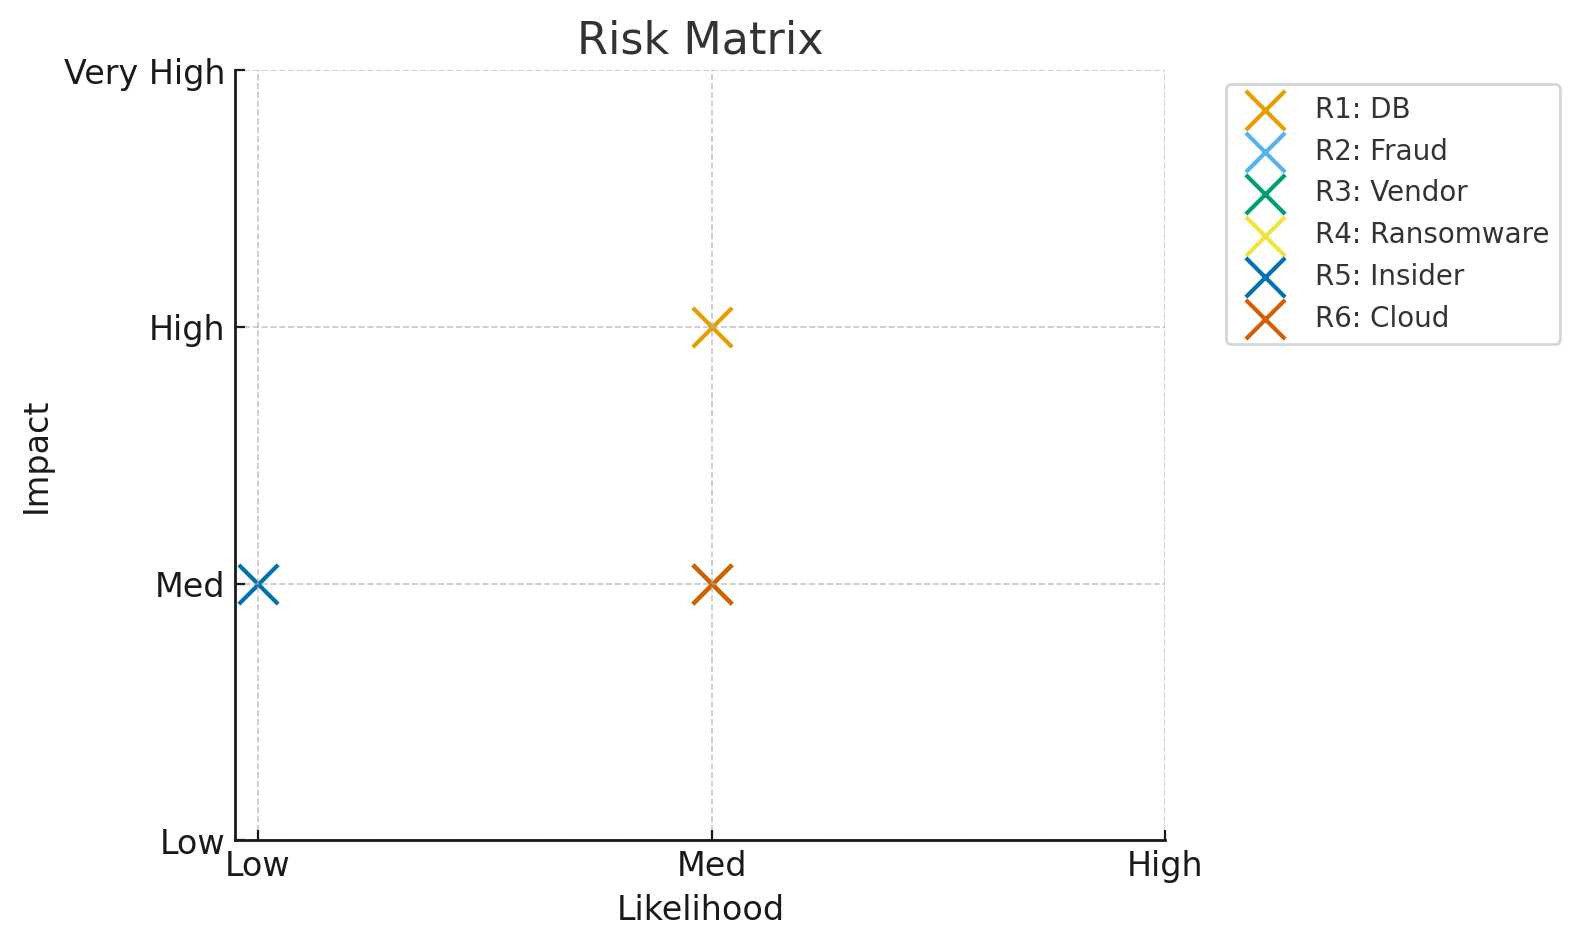 Risk Matrix
Very High
High
Med
Low
Impact
Low
Med
High
Likelihood
R1: DB
R2: Fraud
R3: Vendor
R4: Ransomware
R5: Insider
R6: Cloud